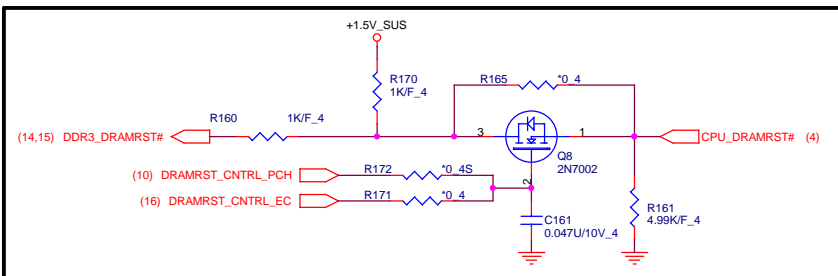 +1.5V_SUS
R170
1K/F_4
R165 *0_4
R160 1K/F_4
(14,15) DDR3_DRAMRST# 3 1 CPU_DRAMRST# (4)
Q8
2N7002
(10) DRAMRST_CNTRL_PCH R172 *0_4S
2
(16) DRAMRST_CNTRL_EC R171 *0_4
C161
0.047U/10V_4
R161
4.99K/F_4